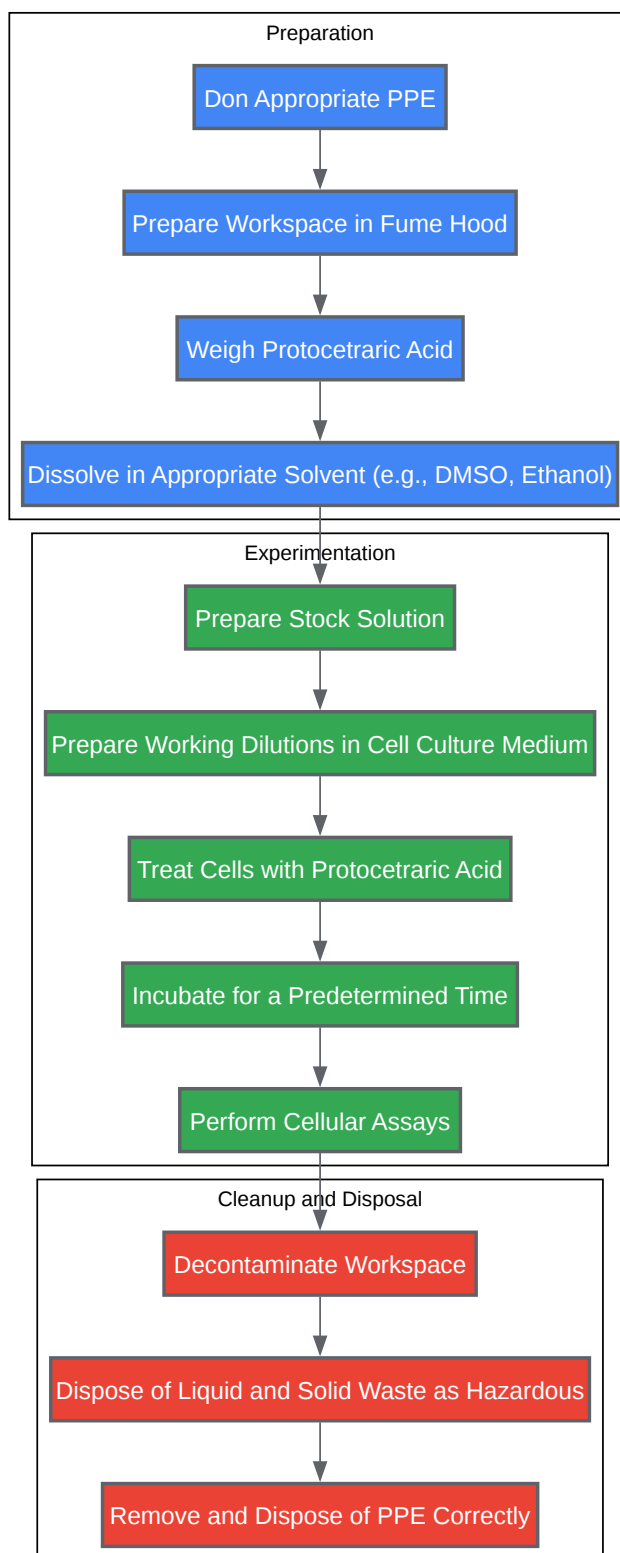 Preparation
Don Appropriate PPE
Prepare Workspace in Fume Hood
Weigh Protocetraric Acid
Dissolve in Appropriate Solvent (e.g., DMSO, Ethanol)
Experimentation
Prepare Stock Solution
Prepare Working Dilutions in Cell Culture Medium
Treat Cells with Protocetraric Acid
Incubate for a Predetermined Time
Perform Cellular Assays
Cleanup and Disposal
Decontaminate Workspace
Dispose of Liquid and Solid Waste as Hazardous
Remove and Dispose of PPE Correctly